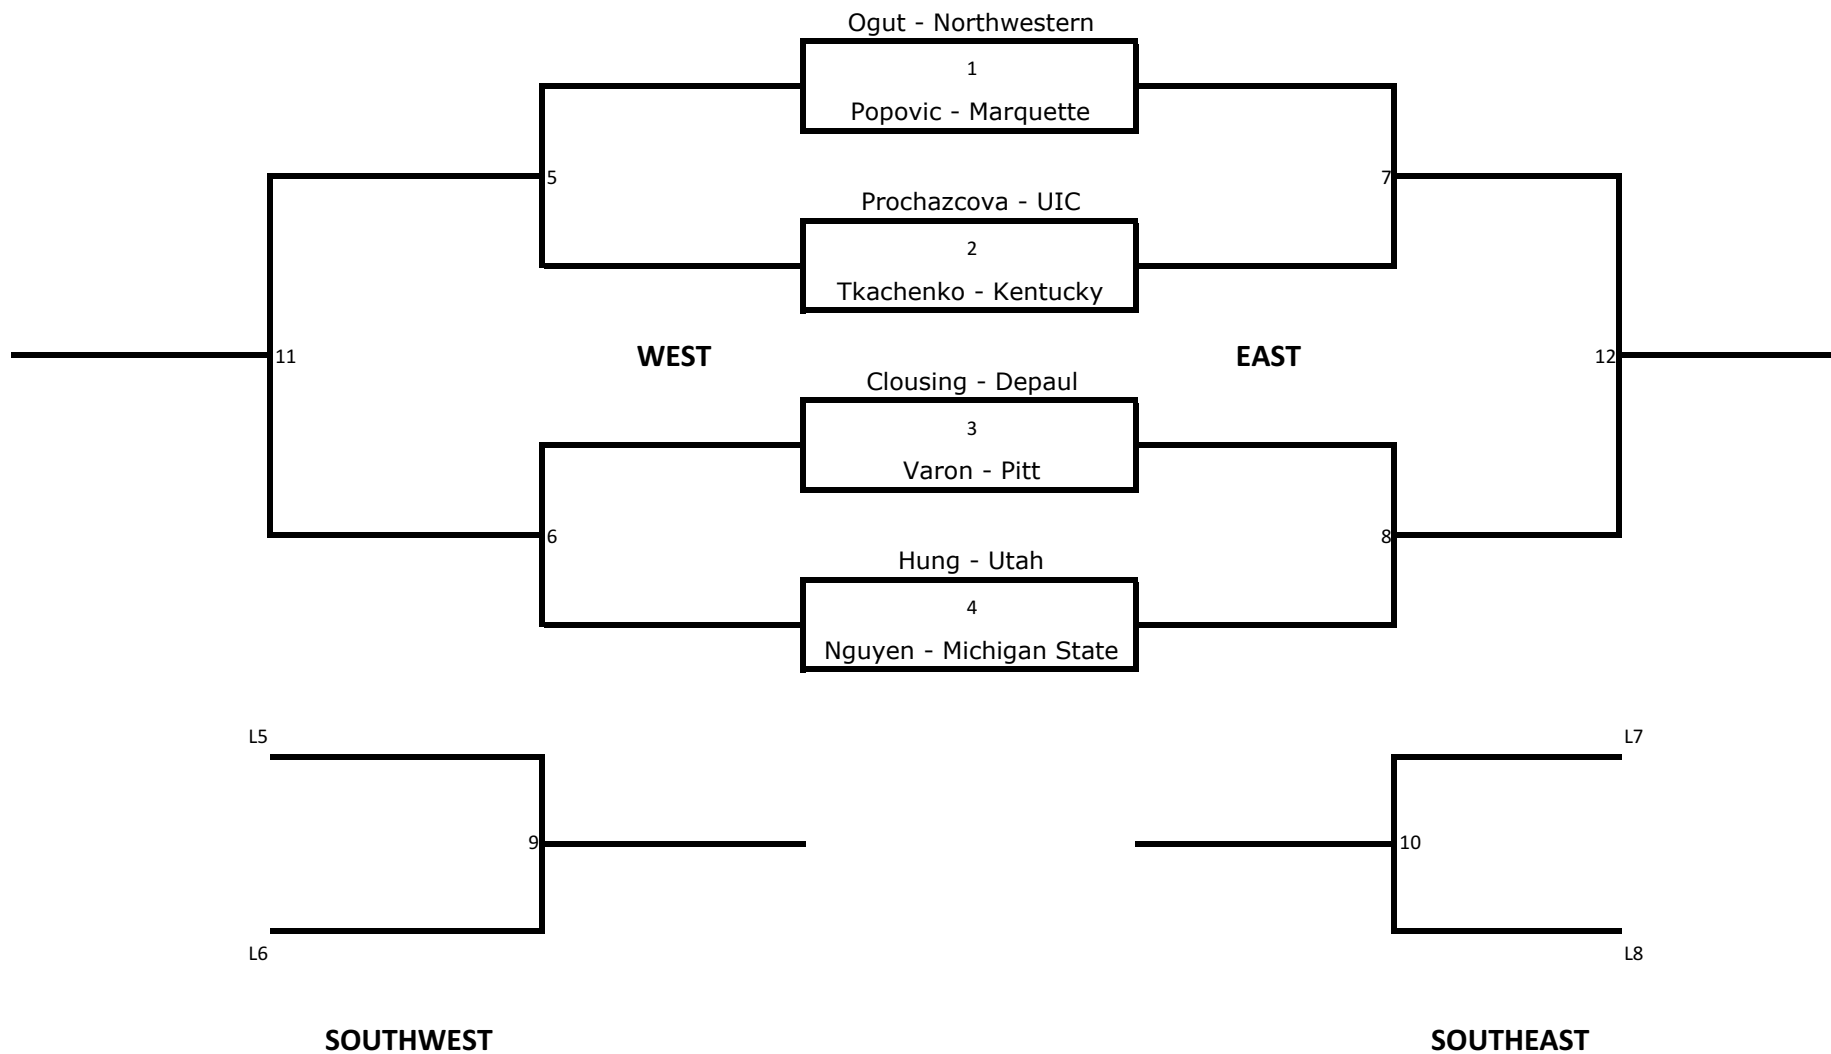 Ogut - Northwestern
1
Popovic - Marquette
5
7
Prochazcova - UIC
2
Tkachenko - Kentucky
11
WEST
EAST
12
Clousing - Depaul
3
Varon - Pitt
6
8
Hung - Utah
4
Nguyen - Michigan State
L5
L7
9
10
L6
L8
SOUTHWEST
SOUTHEAST